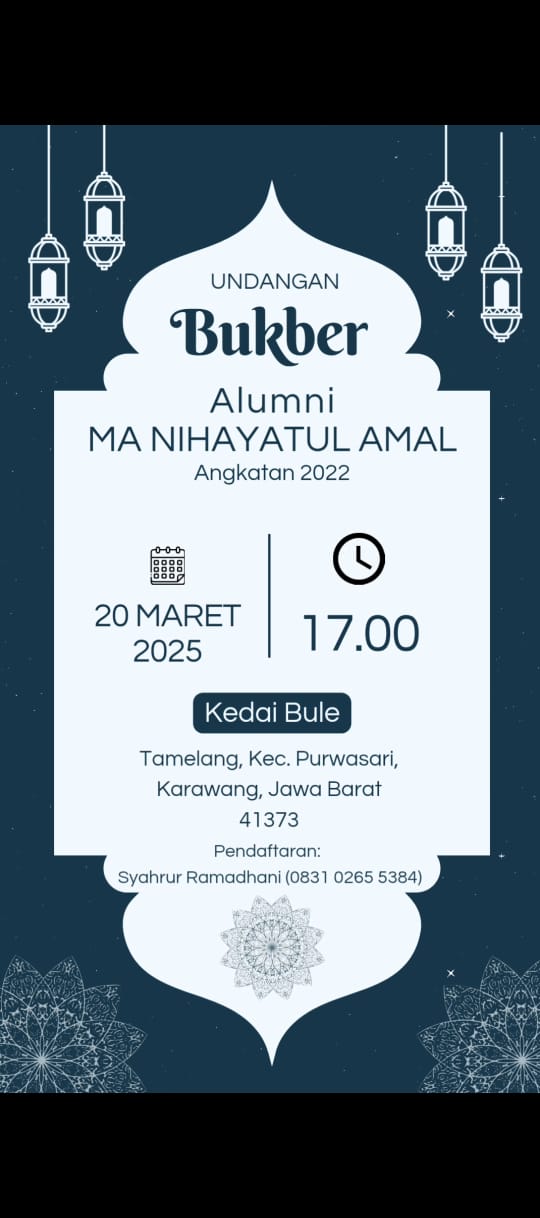 UNDANGAN
Bukber
Alumni
MA NIHAYATUL AMAL
Angkatan 2022
20 MARET
2025
17.00
Kedai Bule
Tamelang, Kec. Purwasari,
Karawang, Jawa Barat
41373
Pendaftaran:
Syahrur Ramadhani (0831 0265 5384)